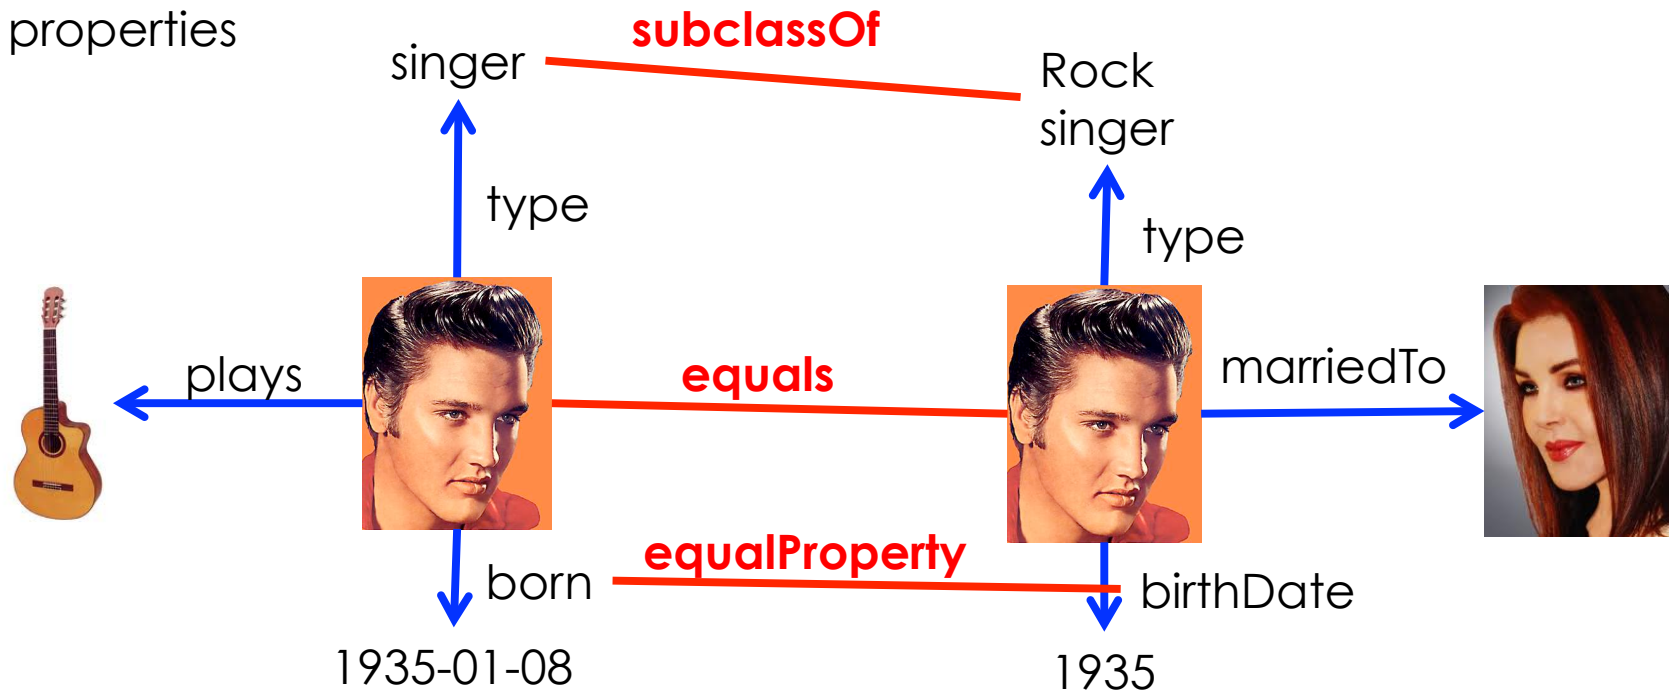 properties
subclassOf
singer
Rock
singer
type
type
plays
equals
marriedTo
equalProperty
born
birthDate
1935-01-08
1935